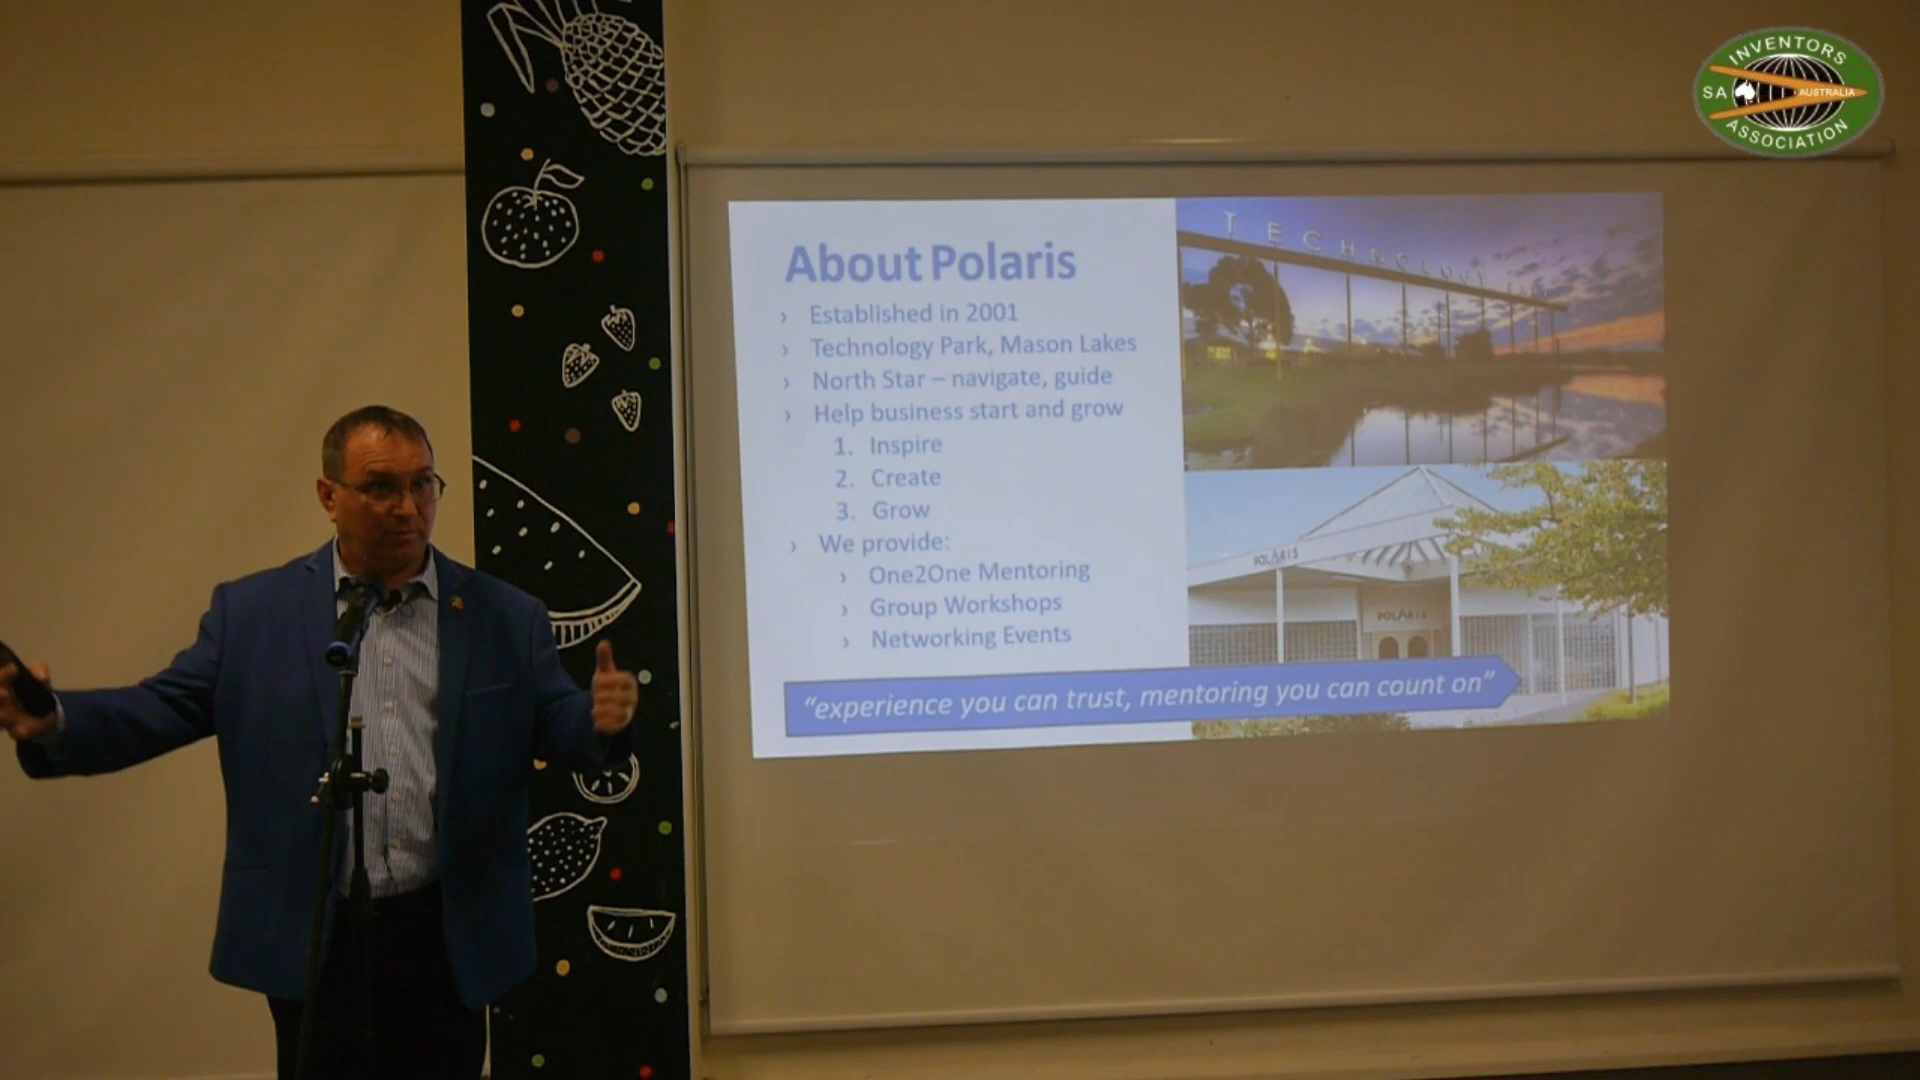 INVENTORS
SA AUSTRALIA
ASSOCIATION
TECHNOLOGY
About Polaris
› Established in 2001
› Technology Park, Mason Lakes
› North Star – navigate, guide
› Help business start and grow
1. Inspire
2. Create
3. Grow
› We provide:
› One2One Mentoring
› Group Workshops
› Networking Events
POLARIS
POLARIS
“experience you can trust, mentoring you can count on”